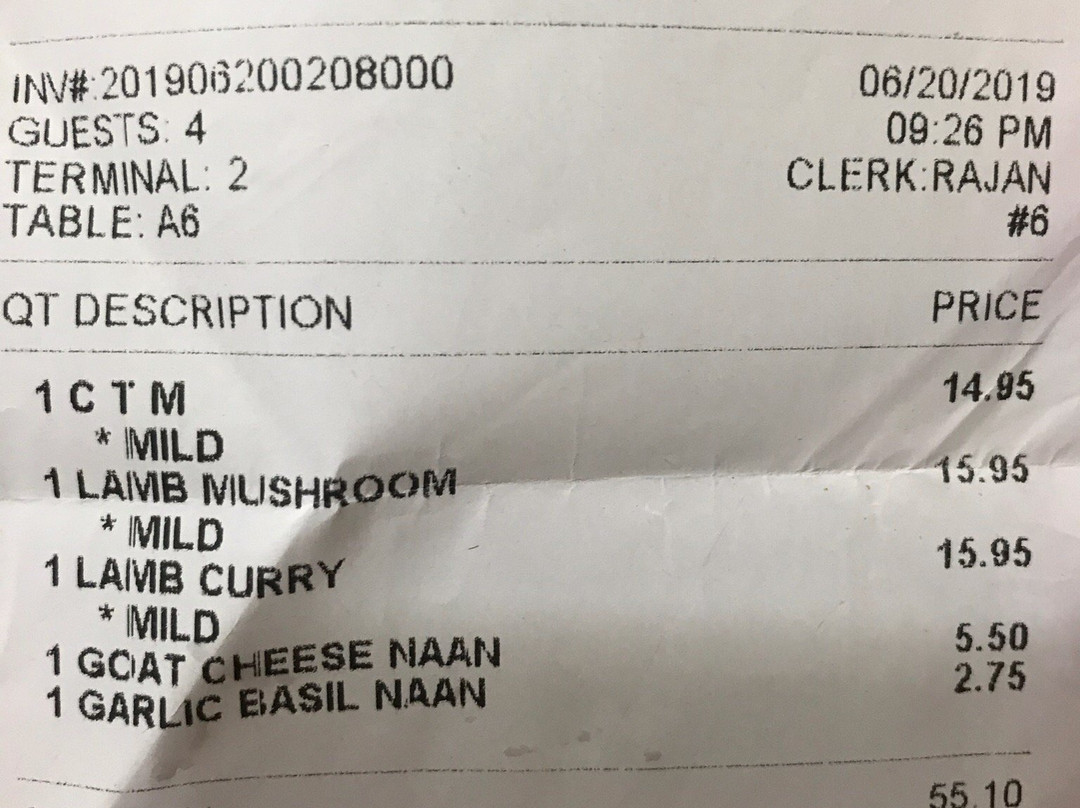 INV#:201906200208000 06/20/2019
GUESTS: 4 09:26 PM
TERMINAL: 2 CLERK:RAJAN
TABLE: A6 #6
QT DESCRIPTION PRICE
1 C T M 14.95
* MILD
1 LAMB MUSHROOM 15.95
* MILD
1 LAMB CURRY 15.95
* MILD
1 GOAT CHEESE NAAN 5.50
1 GARLIC BASIL NAAN 2.75
55.10